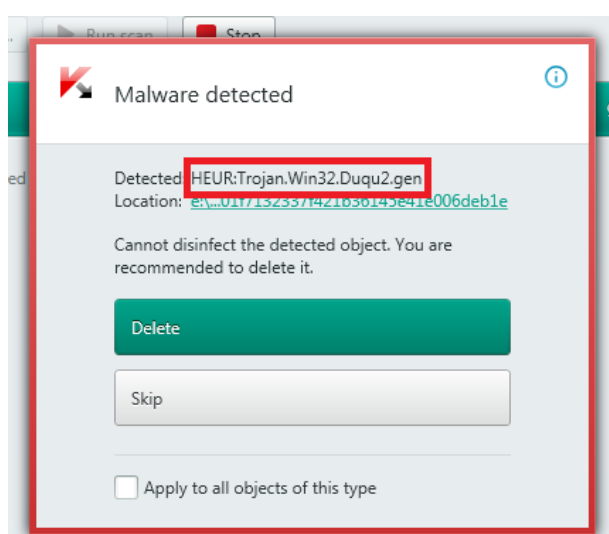 Run scan
Stop
Malware detected
Detected: HEUR:Trojan.Win32.Duqu2.gen
Location: e:\...01f7132337f421b36145e41e006deb1e
Cannot disinfect the detected object. You are
recommended to delete it.
Delete
Skip
Apply to all objects of this type